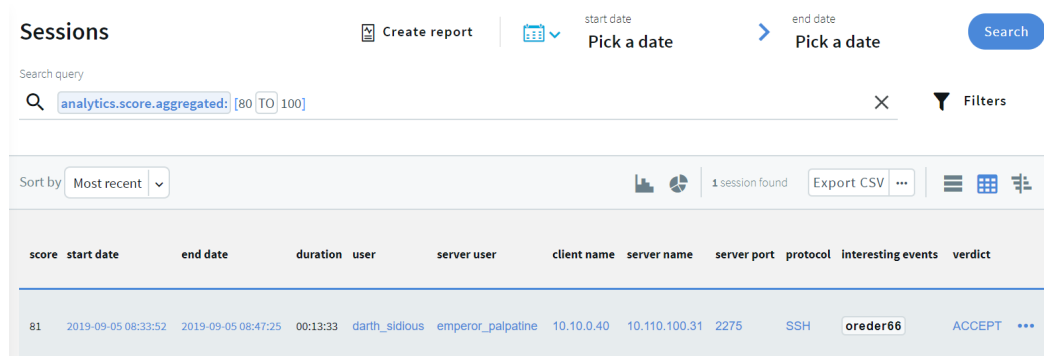 Sessions
Create report
start date
Pick a date
end date
Pick a date
Search
Search query
analytics.score.aggregated: [80 TO 100]
Filters
Sort by Most recent
1 session found
Export CSV
score start date end date duration user server user client name server name server port protocol interesting events verdict
81 2019-09-05 08:33:52 2019-09-05 08:47:25 00:13:33 darth_sidious emperor_palpatine 10.10.0.40 10.110.100.31 2275 SSH oreder66 ACCEPT